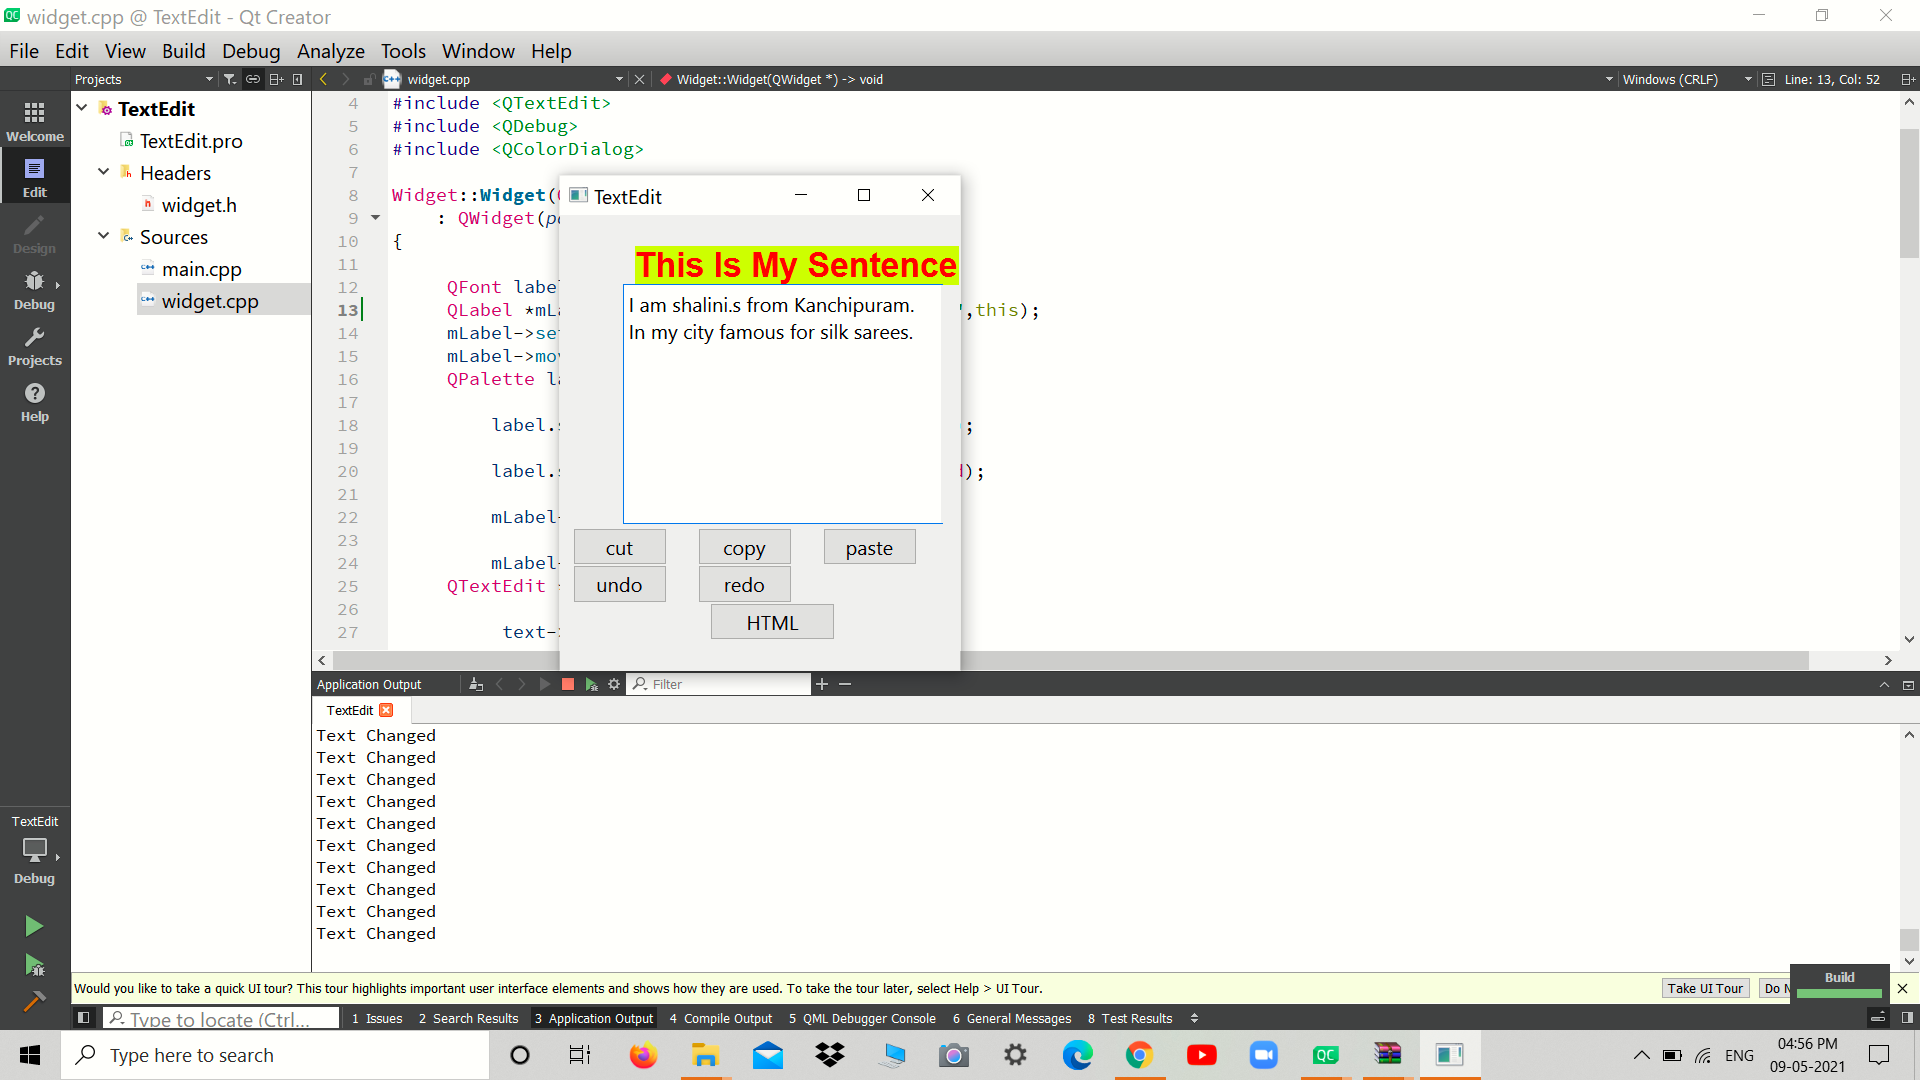 widget.cpp @ TextEdit - Qt Creator
File Edit View Build Debug Analyze Tools Window Help
Projects
widget.cpp
Widget::Widget(QWidget *) -> void
Windows (CRLF)
Line: 13, Col: 52
Welcome
Edit
Design
Debug
Projects
Help
TextEdit
TextEdit.pro
Headers
widget.h
Sources
main.cpp
widget.cpp
4 #include <QTextEdit>
5 #include <QDebug>
6 #include <QColorDialog>
7
8 Widget::Widget(
9 : QWidget(
10 {
11
12 QFont labe
13 QLabel *mLa ",this);
14 mLabel->se
15 mLabel->mo
16 QPalette la
17
18 label. ;
19
20 label. );
21
22 mLabel
23
24 mLabel
25 QTextEdit
26
27 text->
TextEdit
This Is My Sentence
I am shalini.s from Kanchipuram.
In my city famous for silk sarees.
cut copy paste
undo redo
HTML
Application Output
Filter
TextEdit
Text Changed
Text Changed
Text Changed
Text Changed
Text Changed
Text Changed
Text Changed
Text Changed
Text Changed
Text Changed
TextEdit
Debug
Would you like to take a quick UI tour? This tour highlights important user interface elements and shows how they are used. To take the tour later, select Help > UI Tour.
Take UI Tour
Do N
Build
Type to locate (Ctrl...
1 Issues 2 Search Results 3 Application Output 4 Compile Output 5 QML Debugger Console 6 General Messages 8 Test Results
Type here to search
ENG
04:56 PM
09-05-2021